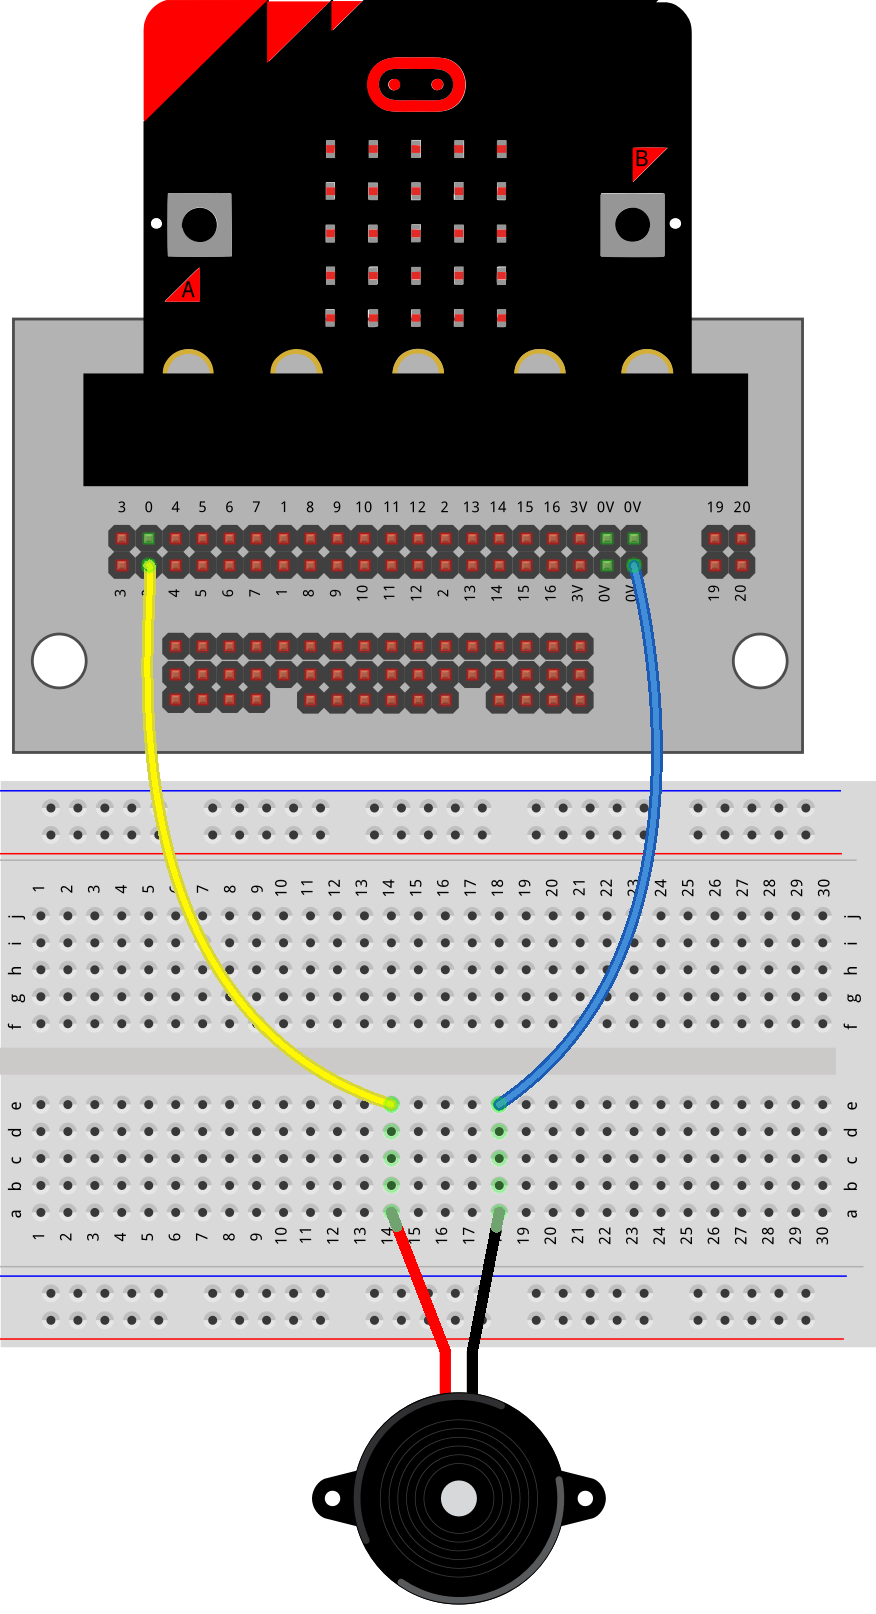 B
A
3 0 4 5 6 7 1 8 9 10 11 12 2 13 14 15 16 3V 0V 0V 19 20
3 4 5 6 7 1 8 9 10 11 12 2 13 14 15 16 3V 0V 0V 19 20
1 2 3 4 5 6 7 8 9 10 11 12 13 14 15 16 17 18 19 20 21 22 23 24 25 26 27 28 29 30
j j
i i
h h
g g
f f
e e
d d
c c
b b
a a
1 2 3 4 5 6 7 8 9 10 11 12 13 14 15 16 17 19 20 21 22 23 24 25 26 27 28 29 30